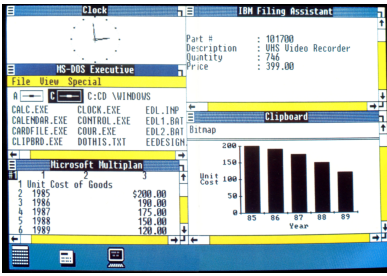 Clock
MS-DOS Executive
File View Special
A C C:CD \WINDOWS
CALC.EXE CLOCK.EXE EDL.IMP
CALENDAR.EXE CONTROL.EXE EDL1.BAT
CARDFILE.EXE COUR.EXE EDL2.BAT
CLIPBRD.EXE DOTHIS.TXT EEDESIGN.
Microsoft Multiplan
#1 1 2 3
1 Unit Cost of Goods
2 1985 $200.00
3 1986 190.00
4 1987 175.00
5 1988 150.00
6 1989 120.00
IBM Filing Assistant
Part # : 101700
Description : VHS Video Recorder
Quantity : 746
Price : 399.00
Clipboard
Bitmap
200
150
Unit 100
Cost
50
0
85 86 87 88 89
Year